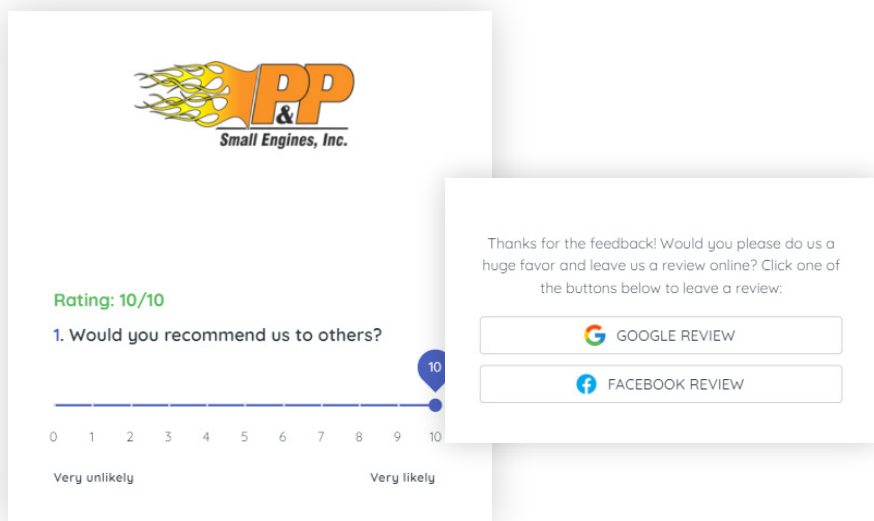 P&P
Small Engines, Inc.
Rating: 10/10
1. Would you recommend us to others?
10
0 1 2 3 4 5 6 7 8 9 10
Very unlikely Very likely
Thanks for the feedback! Would you please do us a
huge favor and leave us a review online? Click one of
the buttons below to leave a review:
GOOGLE REVIEW
FACEBOOK REVIEW